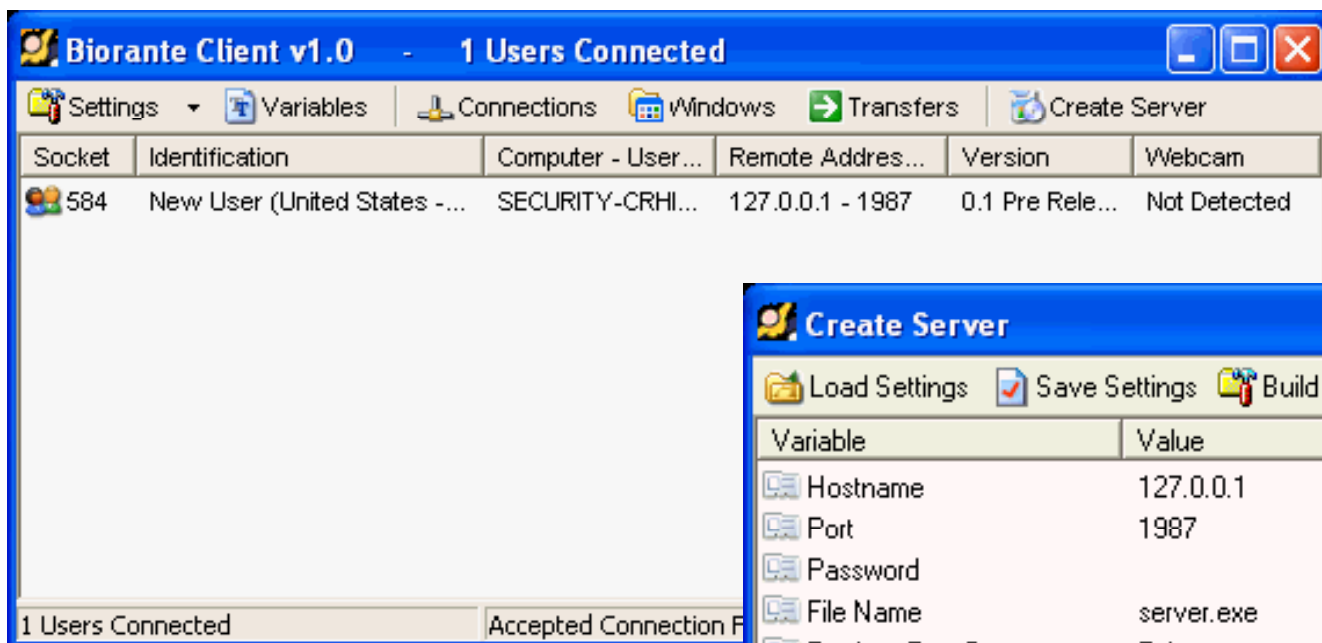 Biorante Client v1.0 - 1 Users Connected
Settings Variables Connections Windows Transfers Create Server
Socket Identification Computer - User... Remote Addres... Version Webcam
584 New User (United States -... SECURITY-CRHI... 127.0.0.1 - 1987 0.1 Pre Rele... Not Detected
Create Server
Load Settings Save Settings Build
Variable Value
Hostname 127.0.0.1
Port 1987
Password
File Name server.exe
1 Users Connected Accepted Connection F